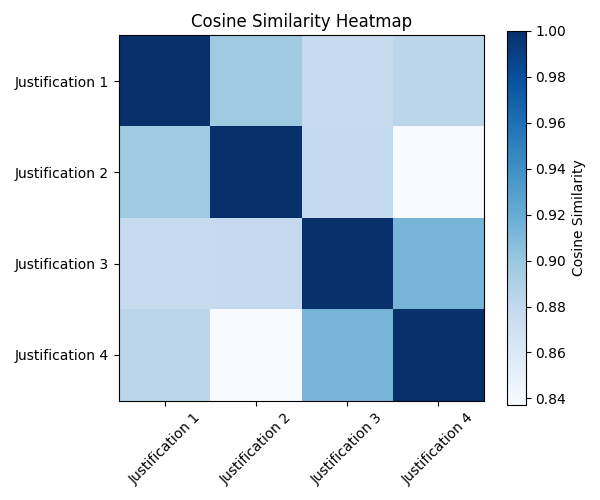 Cosine Similarity Heatmap
Justification 1
Justification 2
Justification 3
Justification 4
Justification 1
Justification 2
Justification 3
Justification 4
1.00
0.98
0.96
0.94
0.92
0.90
0.88
0.86
0.84
Cosine Similarity